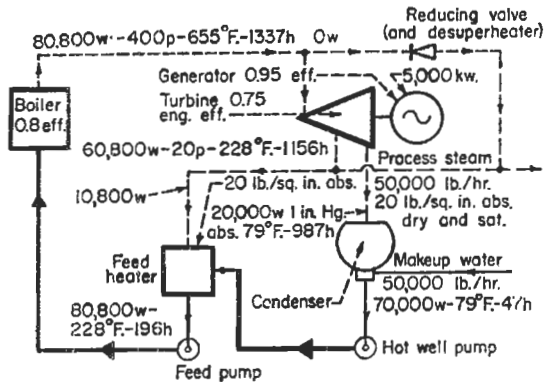 Reducing valve
(and desuperheater)
80,800w-400p-655°F.-1337h
0w
Generator 0.95 eff.
5,000 kw.
Boiler
0.8 eff.
Turbine 0.75
eng. eff.
60,800w-20p-228°F.-1156h
Process steam
10,800w
20 lb./sq. in. abs.
50,000 lb./hr.
20 lb./sq. in. abs.
dry and sat.
20,000w 1 in. Hg
abs. 79°F.-987h
Feed
heater
Makeup water
50,000 lb./hr.
Condenser
70,000w-79°F.-47h
80,800w-
228°F.-196h
Hot well pump
Feed pump